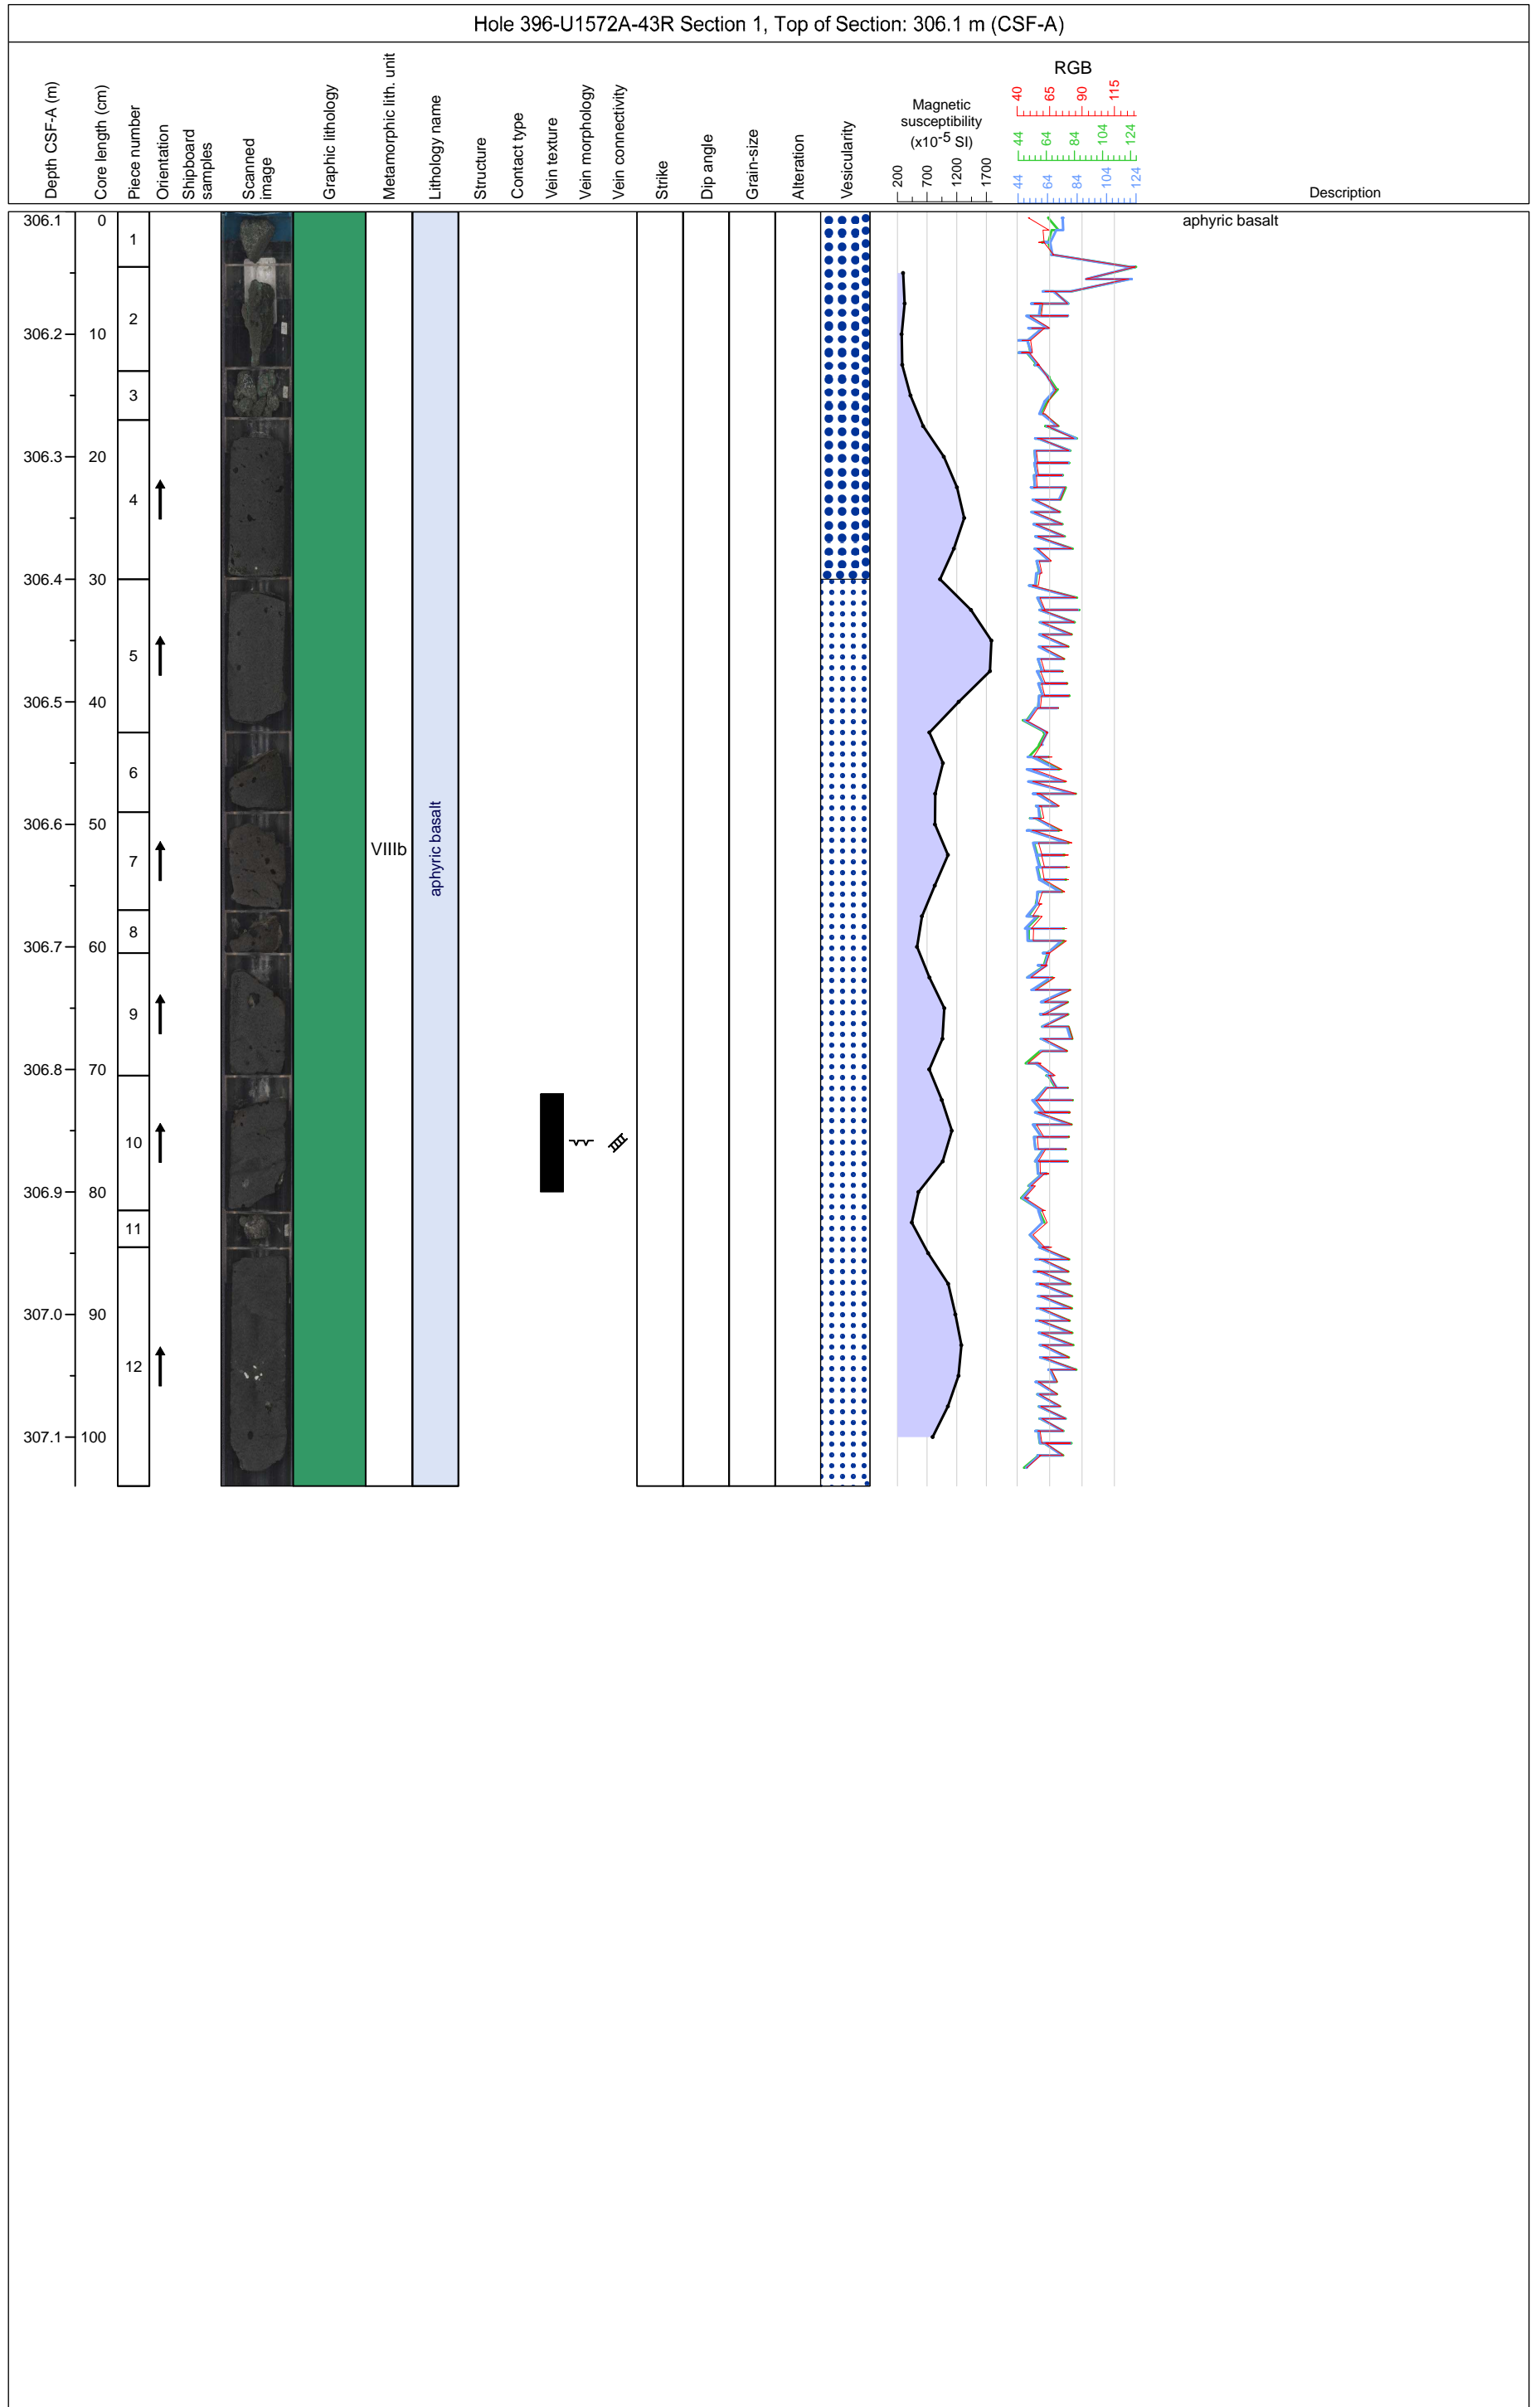 Hole 396-U1572A-43R Section 1, Top of Section: 306.1 m (CSF-A)
Depth CSF-A (m)
Core length (cm)
Piece number
Orientation
Shipboard
samples
Scanned
image
Graphic lithology
Metamorphic lith. unit
Lithology name
Structure
Contact type
Vein texture
Vein morphology
Vein connectivity
Strike
Dip angle
Grain-size
Alteration
Vesicularity
Magnetic
susceptibility
(x10-5 SI)
200 700 1200 1700
RGB
40 65 90 115
44 64 84 104 124
44 64 84 104 124
Description
306.1 0
306.2 10
306.3 20
306.4 30
306.5 40
306.6 50
306.7 60
306.8 70
306.9 80
307.0 90
307.1 100
1
2
3
4
5
6
7
8
9
10
11
12
VIIIb
aphyric basalt
aphyric basalt